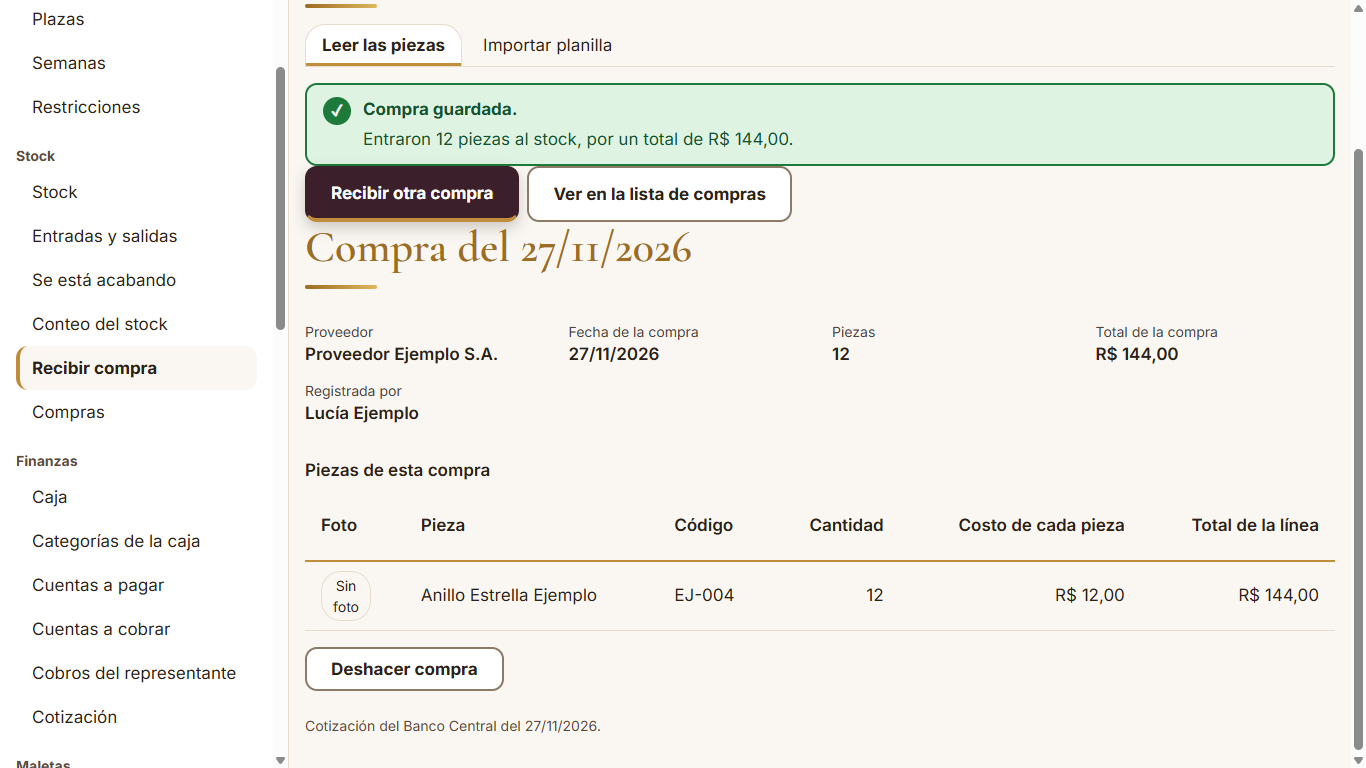 Plazas
Semanas
Restricciones
Stock
Stock
Entradas y salidas
Se está acabando
Conteo del stock
Recibir compra
Compras
Finanzas
Caja
Categorías de la caja
Cuentas a pagar
Cuentas a cobrar
Cobros del representante
Cotización
Maletas
Leer las piezas Importar planilla
Compra guardada.
Entraron 12 piezas al stock, por un total de R$ 144,00.
Recibir otra compra Ver en la lista de compras
Compra del 27/11/2026
Proveedor Fecha de la compra Piezas Total de la compra
Proveedor Ejemplo S.A. 27/11/2026 12 R$ 144,00
Registrada por
Lucía Ejemplo
Piezas de esta compra
Foto Pieza Código Cantidad Costo de cada pieza Total de la línea
Sin
foto
Anillo Estrella Ejemplo EJ-004 12 R$ 12,00 R$ 144,00
Deshacer compra
Cotización del Banco Central del 27/11/2026.